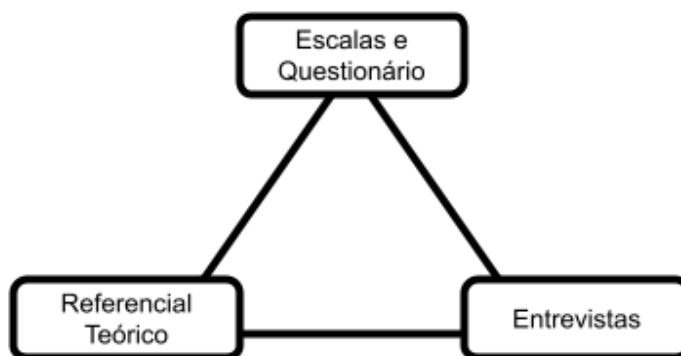 Escalas e
Questionário
Referencial
Teórico
Entrevistas